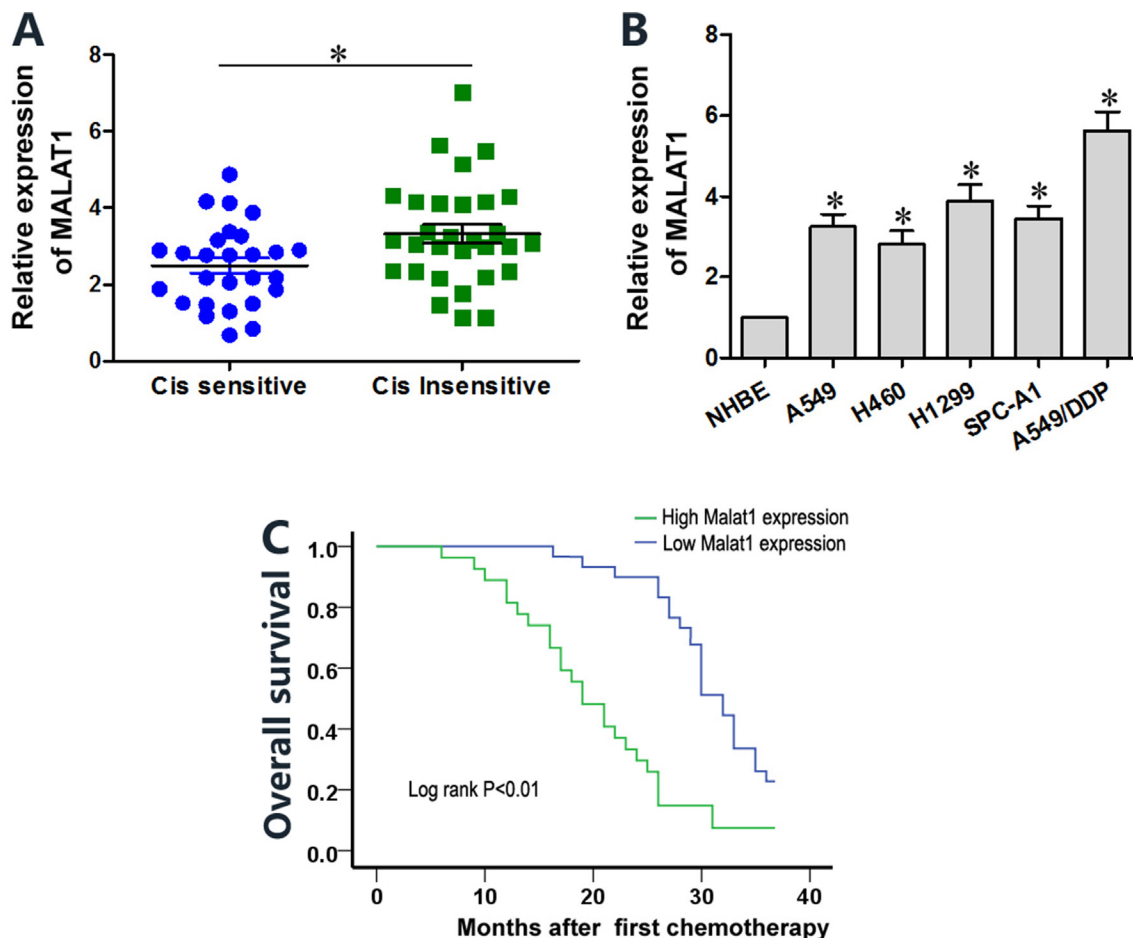 A
Relative expression
of MALAT1
8
6
4
2
0
*
Cis sensitive
Cis Insensitive
B
Relative expression
of MALAT1
8
6
4
2
0
*
*
*
*
*
NHBE
A549
H460
H1299
SPC-A1
A549/DDP
C
Overall survival
High Malat1 expression
Low Malat1 expression
1.0
0.8
0.6
0.4
0.2
0.0
Log rank P<0.01
0
10
20
30
40
Months after first chemotherapy